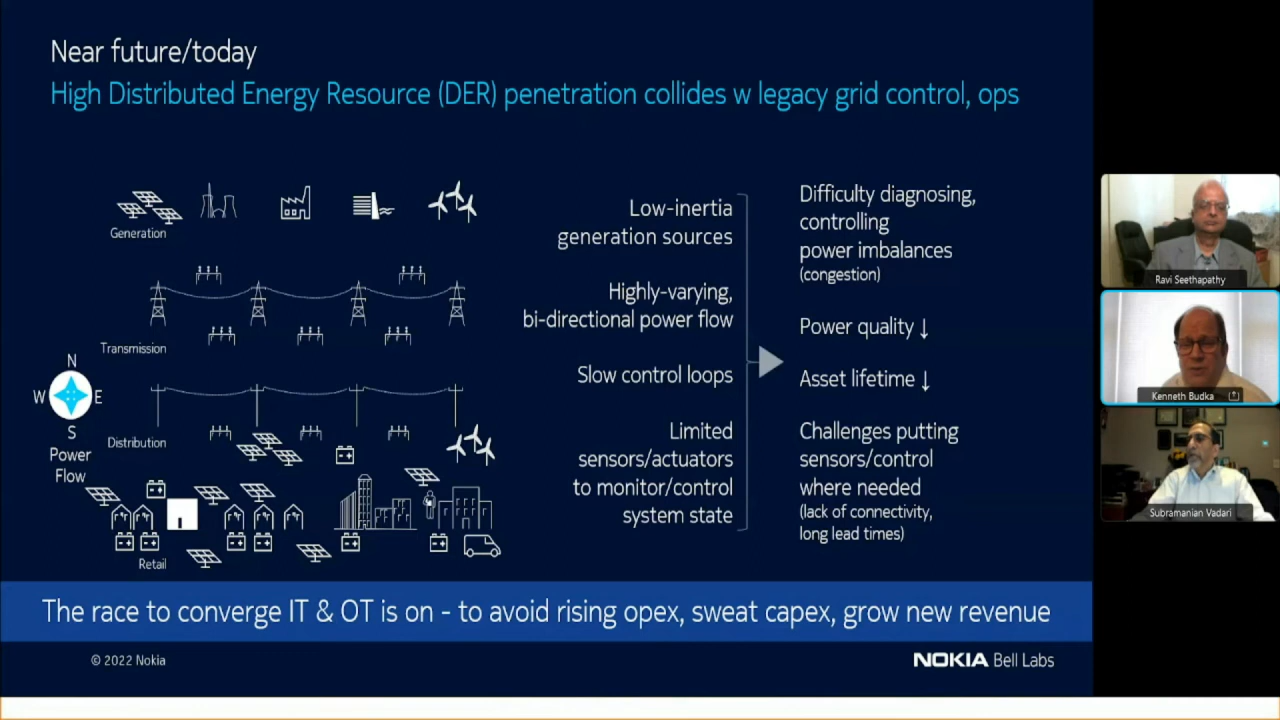 Near future/today
High Distributed Energy Resource (DER) penetration collides w legacy grid control, ops
Generation
Transmission
N
W E
S
Power
Flow
Distribution
Retail
Low-inertia
generation sources
Highly-varying,
bi-directional power flow
Slow control loops
Limited
sensors/actuators
to monitor/control
system state
Difficulty diagnosing,
controlling
power imbalances
(congestion)
Power quality ↓
Asset lifetime ↓
Challenges putting
sensors/control
where needed
(lack of connectivity,
long lead times)
The race to converge IT & OT is on - to avoid rising opex, sweat capex, grow new revenue
© 2022 Nokia
NOKIA Bell Labs
Ravi Seethapathy
Kenneth Budka
Subramanian Vadari